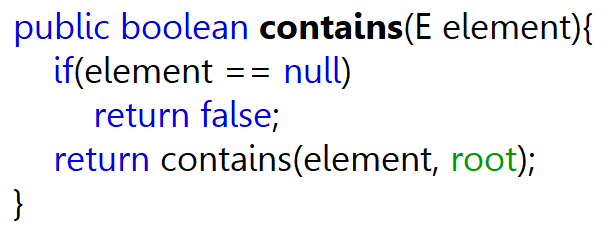 public boolean contains(E element){
    if(element == null)
        return false;
    return contains(element, root);
}